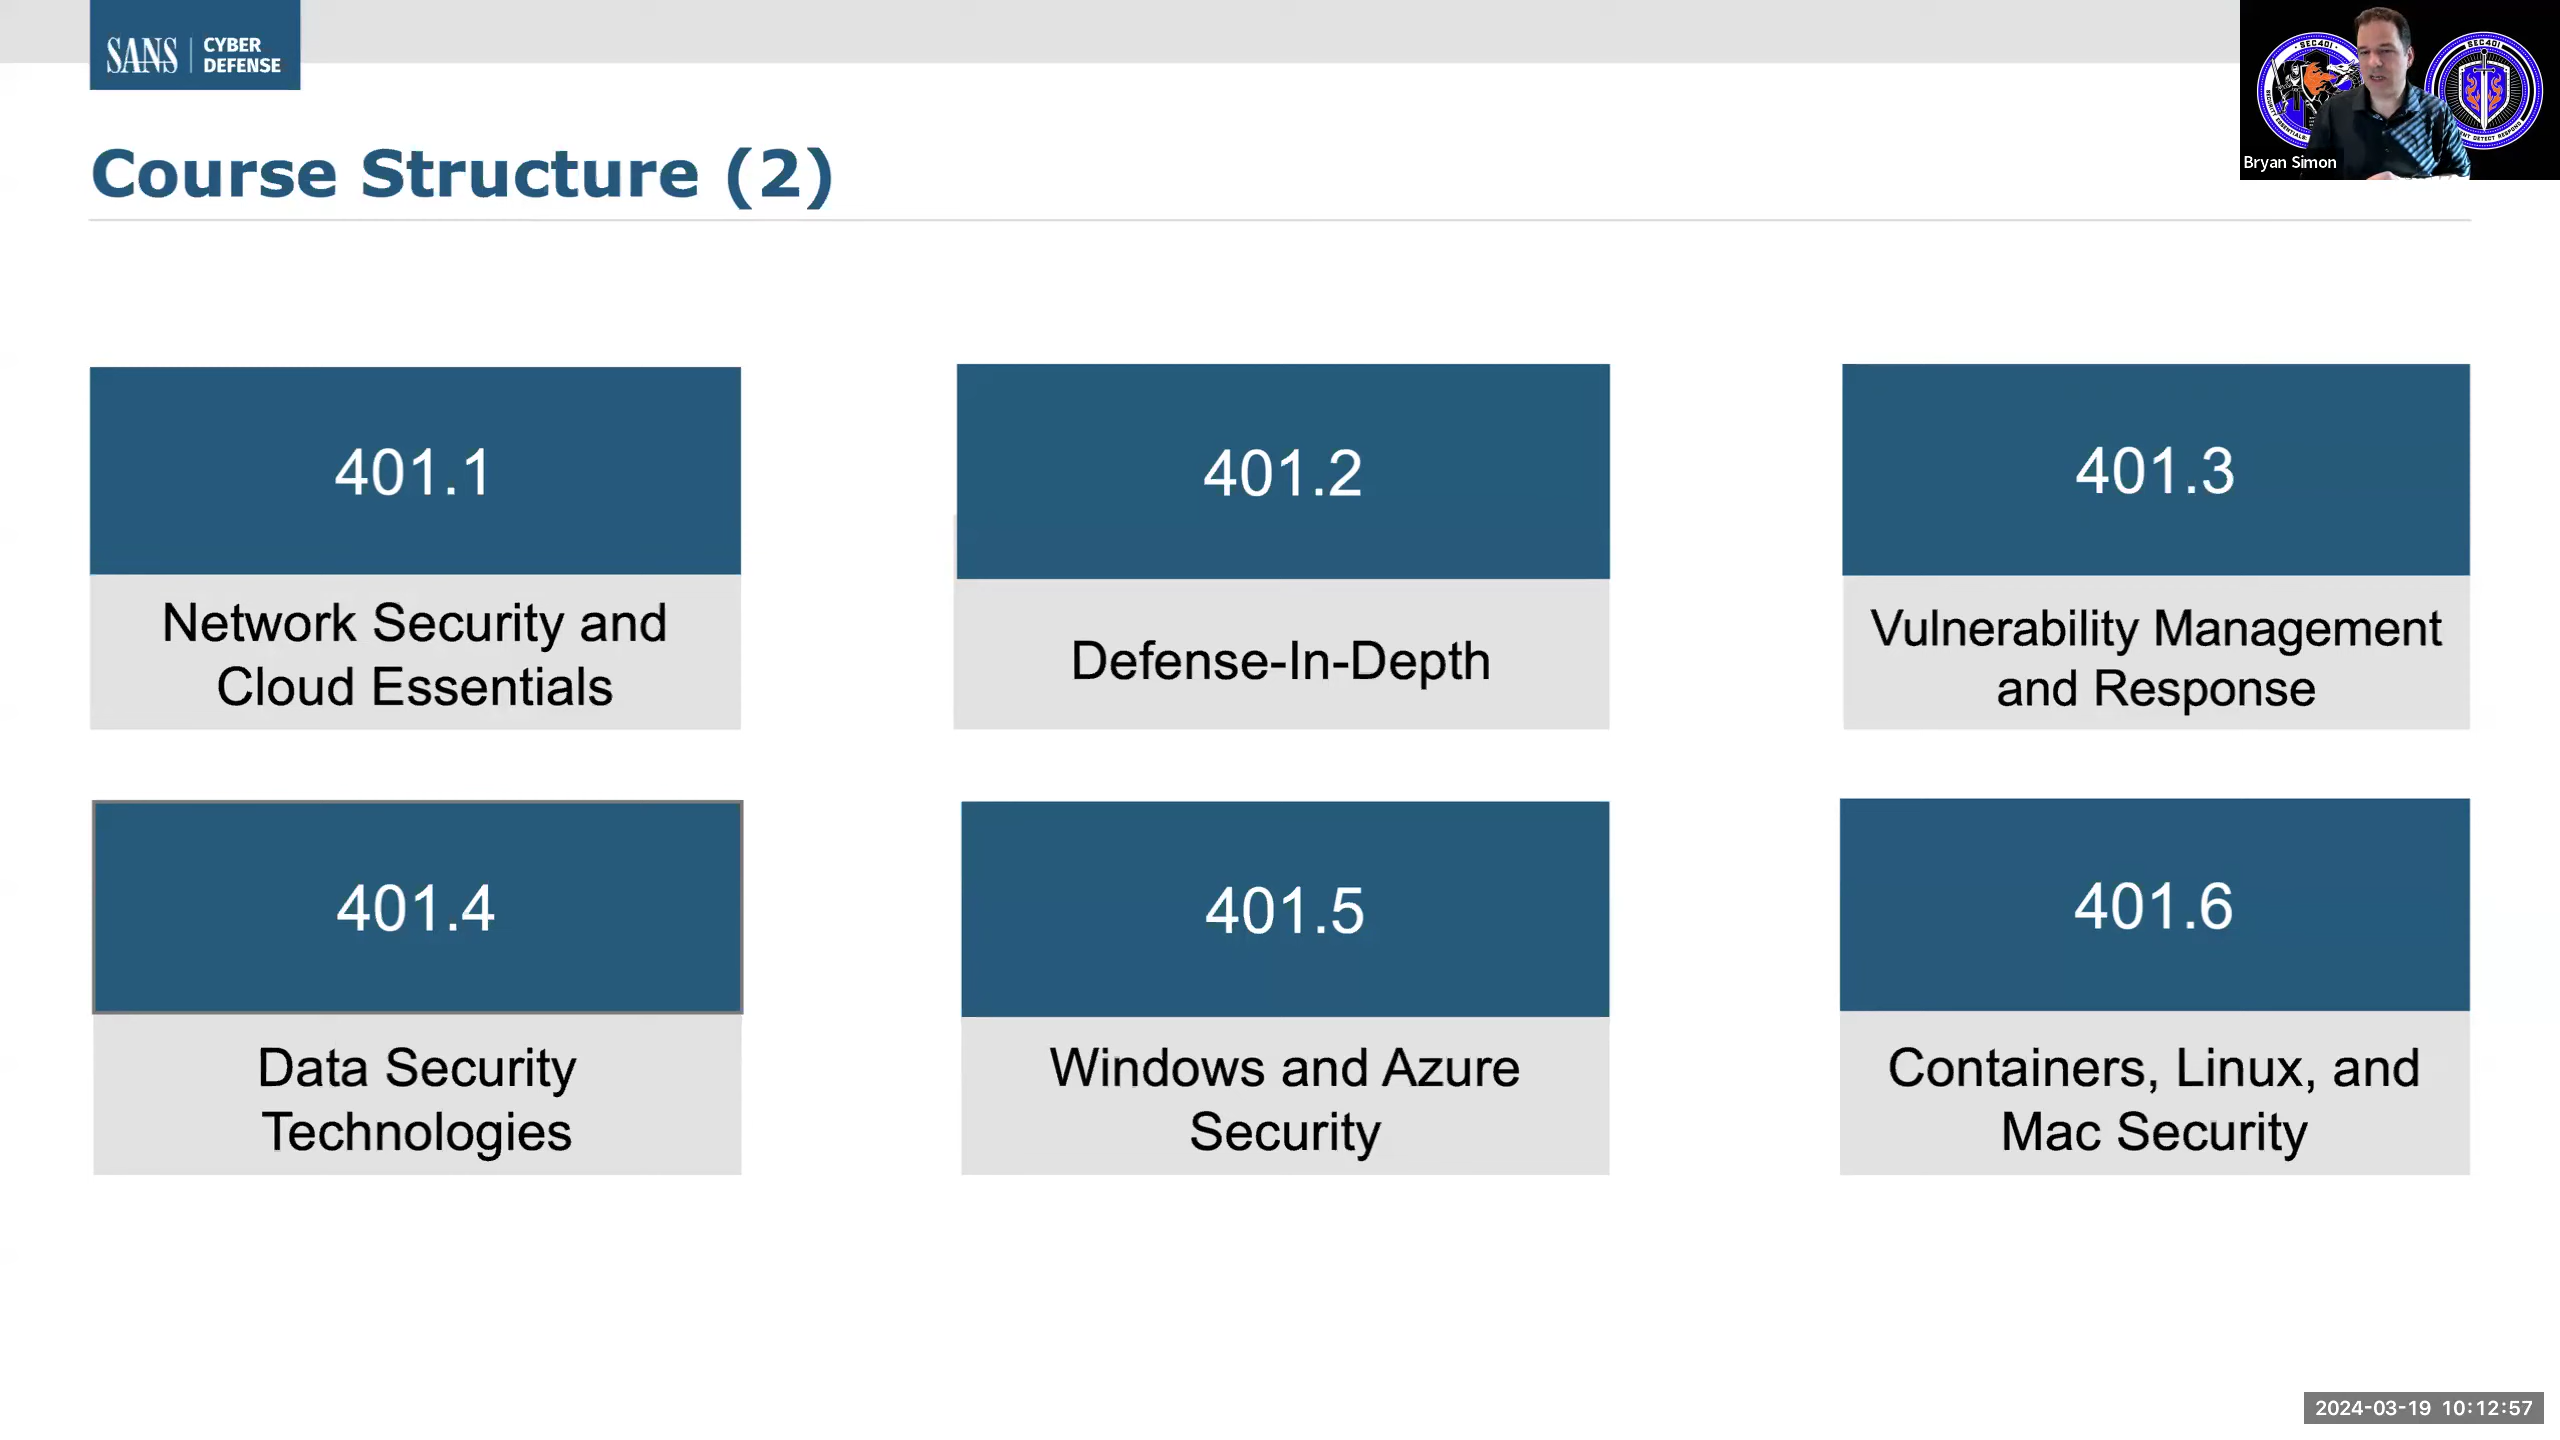 SANS
CYBER
DEFENSE
SEC401
SEC401
Bryan Simon
Course Structure (2)
401.1
401.2
401.3
Network Security and
Cloud Essentials
Defense-In-Depth
Vulnerability Management
and Response
401.4
401.5
401.6
Data Security
Technologies
Windows and Azure
Security
Containers, Linux, and
Mac Security
2024-03-19 10:12:57